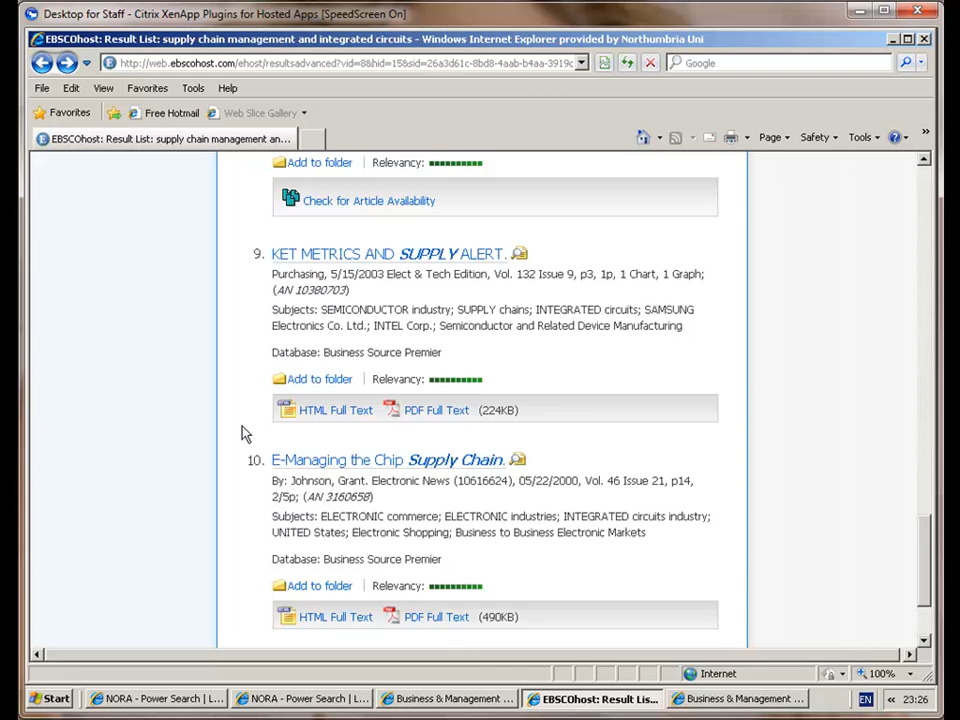 Desktop for Staff - Citrix XenApp Plugins for Hosted Apps [SpeedScreen On]
EBSCOhost: Result List: supply chain management and integrated circuits - Windows Internet Explorer provided by Northumbria Uni
http://web.ebscohost.com/ehost/resultsadvanced?vid=8&hid=15&sid=26a3d61c-8bd8-4aab-b4aa-3919c
Google
File Edit View Favorites Tools Help
Favorites Free Hotmail Web Slice Gallery
EBSCOhost: Result List: supply chain management an...
Page Safety Tools »
Add to folder Relevancy:
Check for Article Availability
9. KET METRICS AND SUPPLY ALERT.
Purchasing, 5/15/2003 Elect & Tech Edition, Vol. 132 Issue 9, p3, 1p, 1 Chart, 1 Graph;
(AN 10380703)
Subjects: SEMICONDUCTOR industry; SUPPLY chains; INTEGRATED circuits; SAMSUNG
Electronics Co. Ltd.; INTEL Corp.; Semiconductor and Related Device Manufacturing
Database: Business Source Premier
Add to folder Relevancy:
HTML Full Text PDF Full Text (224KB)
10. E-Managing the Chip Supply Chain.
By: Johnson, Grant. Electronic News (10616624), 05/22/2000, Vol. 46 Issue 21, p14,
2/5p; (AN 3160658)
Subjects: ELECTRONIC commerce; ELECTRONIC industries; INTEGRATED circuits industry;
UNITED States; Electronic Shopping; Business to Business Electronic Markets
Database: Business Source Premier
Add to folder Relevancy:
HTML Full Text PDF Full Text (490KB)
Internet 100%
Start NORA - Power Search | L... NORA - Power Search | L... Business & Management ... EBSCOhost: Result Lis... Business & Management ... EN « 23:26